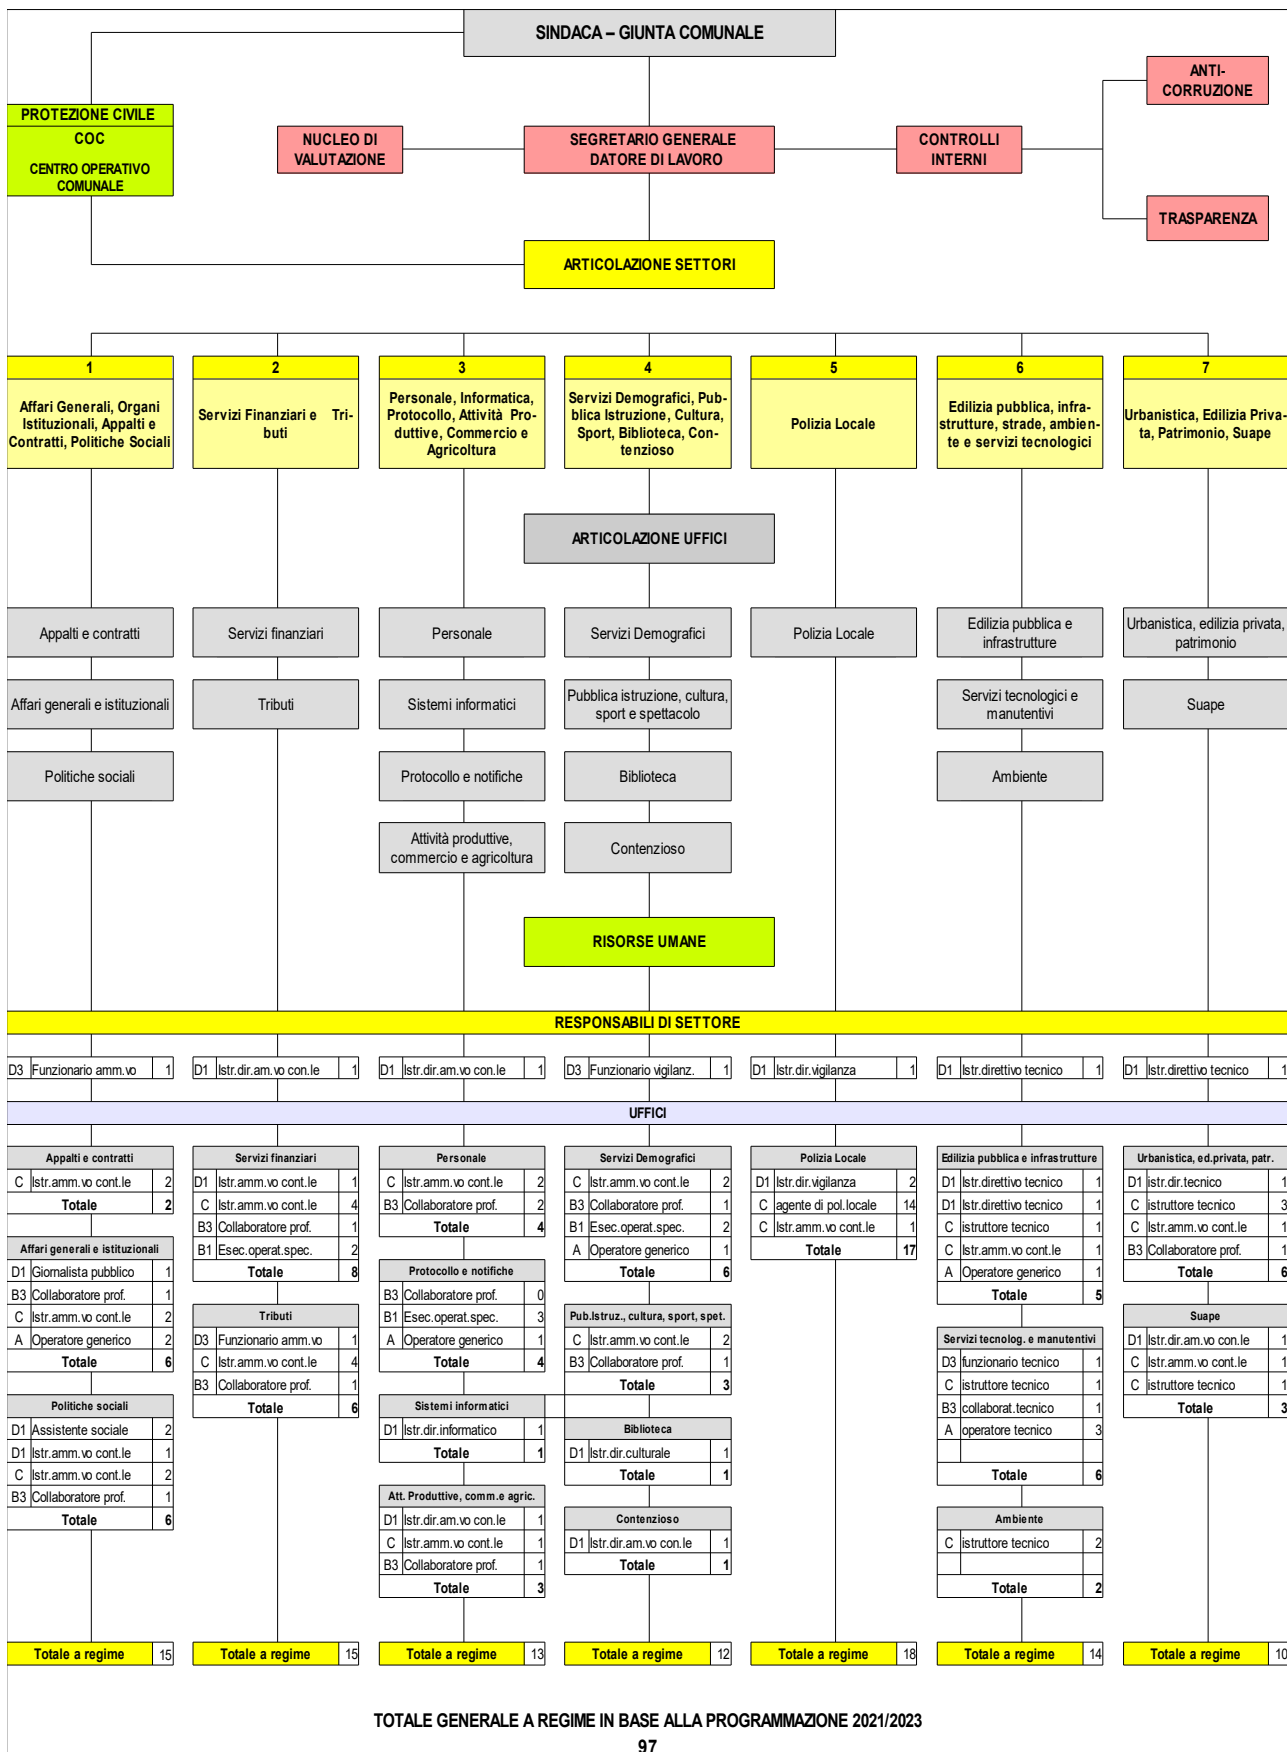 SINDACA – GIUNTA COMUNALE
ANTI-
CORRUZIONE
PROTEZIONE CIVILE
COC
CENTRO OPERATIVO
COMUNALE
NUCLEO DI
VALUTAZIONE
SEGRETARIO GENERALE
DATORE DI LAVORO
CONTROLLI
INTERNI
TRASPARENZA
ARTICOLAZIONE SETTORI
1
Affari Generali, Organi
Istituzionali, Appalti e
Contratti, Politiche Sociali
2
Servizi Finanziari e Tri-
buti
3
Personale, Informatica,
Protocollo, Attività Pro-
duttive, Commercio e
Agricoltura
4
Servizi Demografici, Pub-
blica Istruzione, Cultura,
Sport, Biblioteca, Con-
tenzioso
5
Polizia Locale
6
Edilizia pubblica, infra-
strutture, strade, ambien-
te e servizi tecnologici
7
Urbanistica, Edilizia Priva-
ta, Patrimonio, Suape
ARTICOLAZIONE UFFICI
Appalti e contratti
Servizi finanziari
Personale
Servizi Demografici
Polizia Locale
Edilizia pubblica e
infrastrutture
Urbanistica, edilizia privata,
patrimonio
Affari generali e istituzionali
Tributi
Sistemi informatici
Pubblica istruzione, cultura,
sport e spettacolo
Servizi tecnologici e
manutentivi
Suape
Politiche sociali
Protocollo e notifiche
Biblioteca
Ambiente
Attività produttive,
commercio e agricoltura
Contenzioso
RISORSE UMANE
RESPONSABILI DI SETTORE
D3 Funzionario amm.vo 1
D1 Istr.dir.am.vo con.le 1
D1 Istr.dir.am.vo con.le 1
D3 Funzionario vigilanz. 1
D1 Istr.dir.vigilanza 1
D1 Istr.direttivo tecnico 1
D1 Istr.direttivo tecnico 1
UFFICI
Appalti e contratti
C Istr.amm.vo cont.le 2
Totale 2
Affari generali e istituzionali
D1 Giornalista pubblico 1
B3 Collaboratore prof. 1
C Istr.amm.vo cont.le 2
A Operatore generico 2
Totale 6
Politiche sociali
D1 Assistente sociale 2
D1 Istr.amm.vo cont.le 1
C Istr.amm.vo cont.le 2
B3 Collaboratore prof. 1
Totale 6
Servizi finanziari
D1 Istr.amm.vo cont.le 1
C Istr.amm.vo cont.le 4
B3 Collaboratore prof. 1
B1 Esec.operat.spec. 2
Totale 8
Tributi
D3 Funzionario amm.vo 1
C Istr.amm.vo cont.le 4
B3 Collaboratore prof. 1
Totale 6
Personale
C Istr.amm.vo cont.le 2
B3 Collaboratore prof. 2
Totale 4
Protocollo e notifiche
B3 Collaboratore prof. 0
B1 Esec.operat.spec. 3
A Operatore generico 1
Totale 4
Sistemi informatici
D1 Istr.dir.informatico 1
Totale 1
Att. Produttive, comm.e agric.
D1 Istr.dir.am.vo con.le 1
C Istr.amm.vo cont.le 1
B3 Collaboratore prof. 1
Totale 3
Servizi Demografici
C Istr.amm.vo cont.le 2
B3 Collaboratore prof. 1
B1 Esec.operat.spec. 2
A Operatore generico 1
Totale 6
Pub.Istruz., cultura, sport, spet.
C Istr.amm.vo cont.le 2
B3 Collaboratore prof. 1
Totale 3
Biblioteca
D1 Istr.dir.culturale 1
Totale 1
Contenzioso
D1 Istr.dir.am.vo con.le 1
Totale 1
Polizia Locale
D1 Istr.dir.vigilanza 2
C agente di pol.locale 14
C Istr.amm.vo cont.le 1
Totale 17
Edilizia pubblica e infrastrutture
D1 Istr.direttivo tecnico 1
D1 Istr.direttivo tecnico 1
C istruttore tecnico 1
C Istr.amm.vo cont.le 1
A Operatore generico 1
Totale 5
Servizi tecnolog. e manutentivi
D3 funzionario tecnico 1
C istruttore tecnico 1
B3 collaborat.tecnico 1
A operatore tecnico 3
Totale 6
Ambiente
C istruttore tecnico 2
Totale 2
Urbanistica, ed.privata, patr.
D1 istr.dir.tecnico 1
C istruttore tecnico 3
C Istr.amm.vo cont.le 1
B3 Collaboratore prof. 1
Totale 6
Suape
D1 Istr.dir.am.vo con.le 1
C Istr.amm.vo cont.le 1
C istruttore tecnico 1
Totale 3
Totale a regime 15
Totale a regime 15
Totale a regime 13
Totale a regime 12
Totale a regime 18
Totale a regime 14
Totale a regime 10
TOTALE GENERALE A REGIME IN BASE ALLA PROGRAMMAZIONE 2021/2023
97